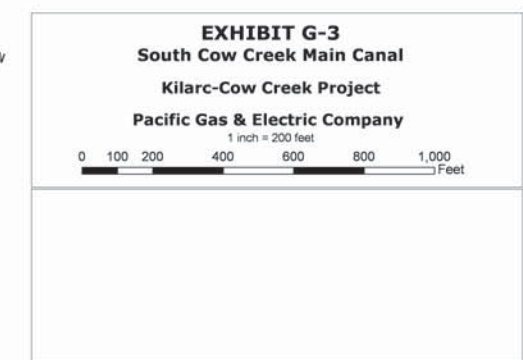 EXHIBIT G-3
South Cow Creek Main Canal
Kilarc-Cow Creek Project
Pacific Gas & Electric Company
1 inch = 200 feet
0 100 200 400 600 800 1,000
Feet